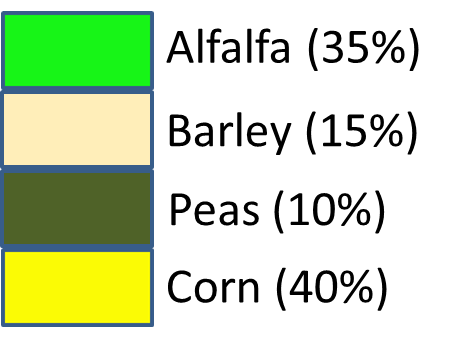 Alfalfa (35%)
Barley (15%)
Peas (10%)
Corn (40%)